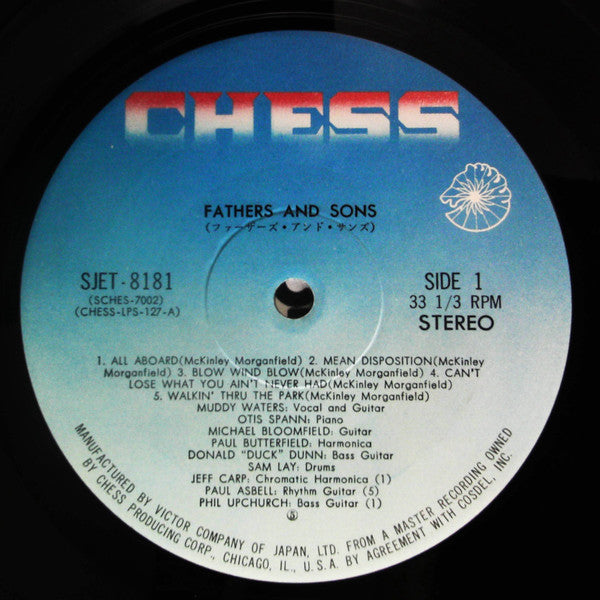 CHESS
FATHERS AND SONS
(ファーザーズ・アンド・サンズ)
SJET-8181
(SCHES-7002)
(CHESS-LPS-127-A)
SIDE 1
33 1/3 RPM
STEREO
1. ALL ABOARD(McKinley Morganfield) 2. MEAN DISPOSITION(McKinley
Morganfield) 3. BLOW WIND BLOW(McKinley Morganfield) 4. CAN'T
LOSE WHAT YOU AIN'T NEVER HAD(McKinley Morganfield)
5. WALKIN' THRU THE PARK(McKinley Morganfield)
MUDDY WATERS: Vocal and Guitar
OTIS SPANN: Piano
MICHAEL BLOOMFIELD: Guitar
PAUL BUTTERFIELD: Harmonica
DONALD "DUCK" DUNN: Bass Guitar
SAM LAY: Drums
JEFF CARP: Chromatic Harmonica (1)
PAUL ASBELL: Rhythm Guitar (5)
PHIL UPCHURCH: Bass Guitar (1)
MANUFACTURED BY VICTOR COMPANY OF JAPAN, LTD. FROM A MASTER RECORDING OWNED
BY CHESS PRODUCING CORP., CHICAGO, IL., U.S.A. BY AGREEMENT WITH COSDEL, INC.